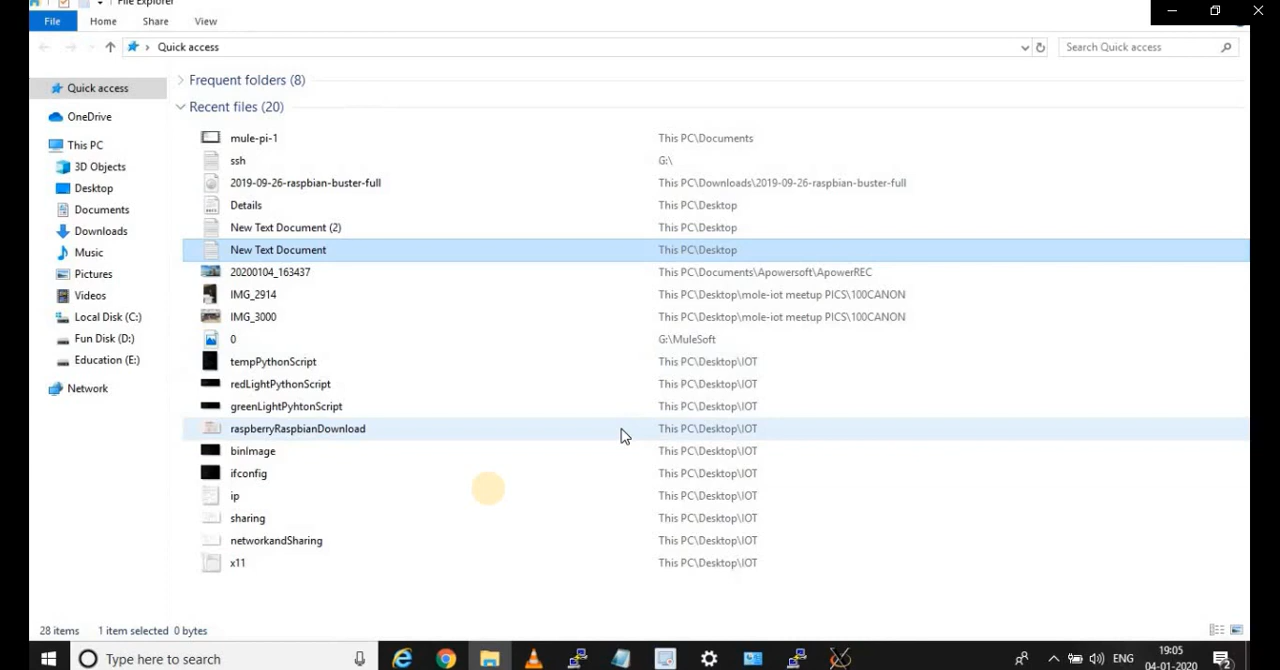 File Explorer
File Home Share View
Quick access Search Quick access
Quick access
OneDrive
This PC
3D Objects
Desktop
Documents
Downloads
Music
Pictures
Videos
Local Disk (C:)
Fun Disk (D:)
Education (E:)
Network
Frequent folders (8)
Recent files (20)
mule-pi-1 This PC\Documents
ssh G:\
2019-09-26-raspbian-buster-full This PC\Downloads\2019-09-26-raspbian-buster-full
Details This PC\Desktop
New Text Document (2) This PC\Desktop
New Text Document This PC\Desktop
20200104_163437 This PC\Documents\Apowersoft\ApowerREC
IMG_2914 This PC\Desktop\mole-iot meetup PICS\100CANON
IMG_3000 This PC\Desktop\mole-iot meetup PICS\100CANON
0 G:\MuleSoft
tempPythonScript This PC\Desktop\IOT
redLightPythonScript This PC\Desktop\IOT
greenLightPyhtonScript This PC\Desktop\IOT
raspberryRaspbianDownload This PC\Desktop\IOT
binImage This PC\Desktop\IOT
ifconfig This PC\Desktop\IOT
ip This PC\Desktop\IOT
sharing This PC\Desktop\IOT
networkandSharing This PC\Desktop\IOT
x11 This PC\Desktop\IOT
28 items 1 item selected 0 bytes
Type here to search ENG 19:05
04-01-2020 2